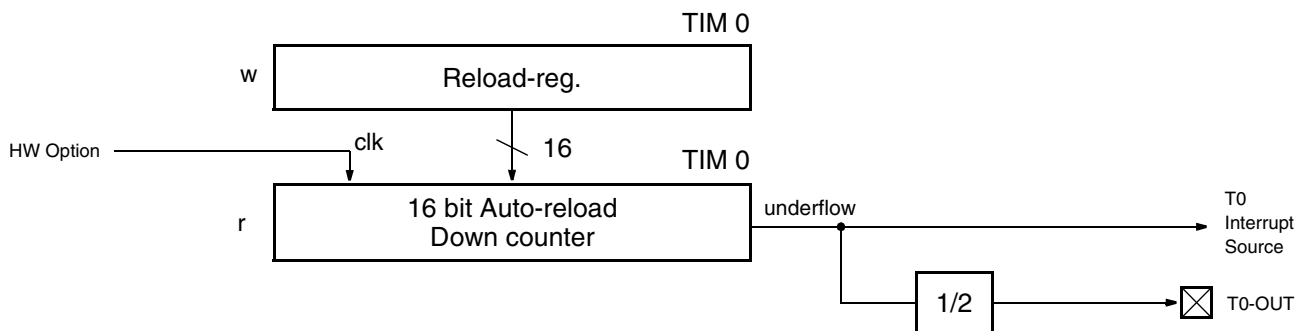 TIM 0
w
Reload-reg.
HW Option
clk
16
TIM 0
r
16 bit Auto-reload
Down counter
underflow
T0
Interrupt
Source
1/2
T0-OUT